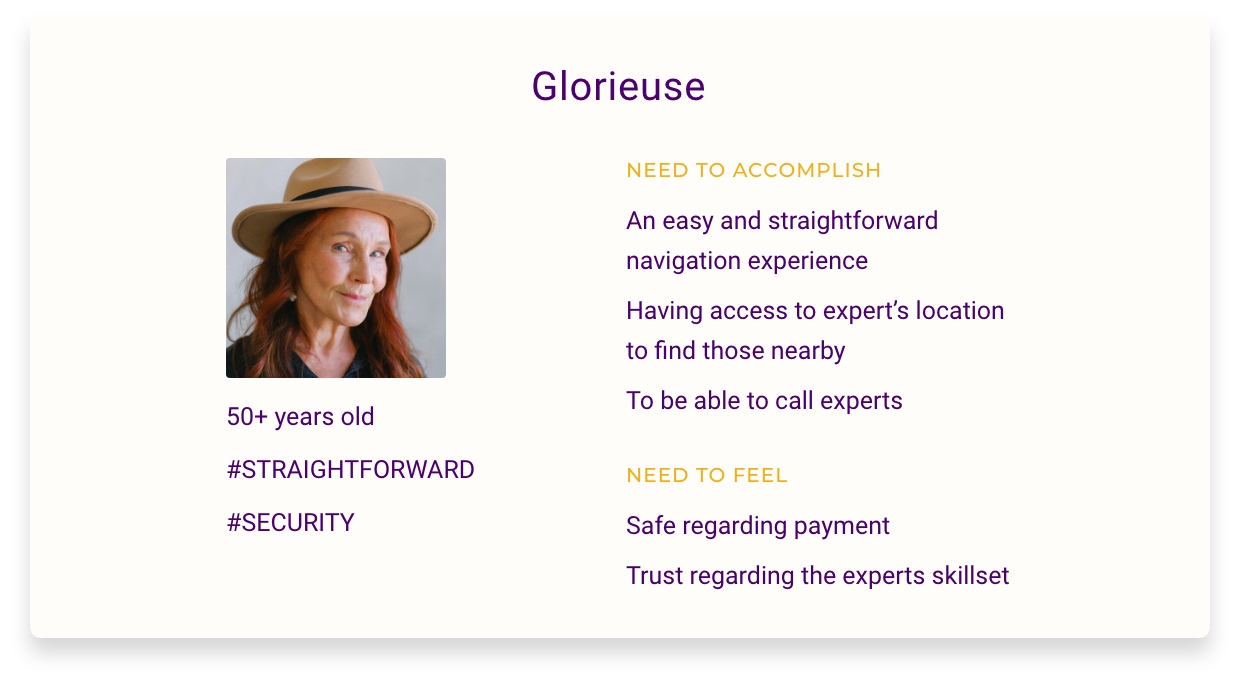 Glorieuse
50+ years old
#STRAIGHTFORWARD
#SECURITY
NEED TO ACCOMPLISH
An easy and straightforward
navigation experience
Having access to expert’s location
to find those nearby
To be able to call experts
NEED TO FEEL
Safe regarding payment
Trust regarding the experts skillset